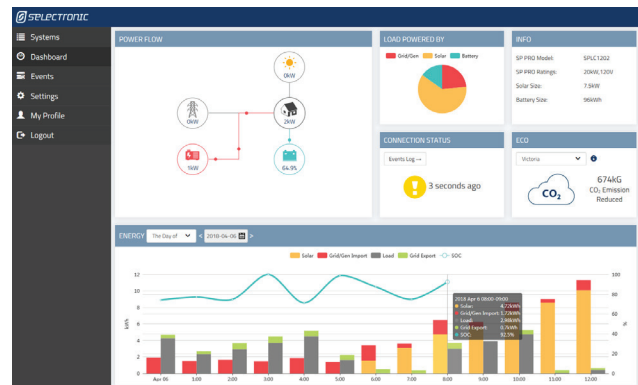 SELECTRONIC
Systems
Dashboard
Events
Settings
My Profile
Logout
POWER FLOW
0kW
0kW
2kW
1kW
64.9%
LOAD POWERED BY
Grid/Gen Solar Battery
INFO
SP PRO Model: SPLC1202
SP PRO Ratings: 20kW,120V
Solar Size: 7.5kW
Battery Size: 96kWh
CONNECTION STATUS
Events Log
3 seconds ago
ECO
Victoria
CO2
674kG
CO2 Emission
Reduced
ENERGY The Day of < 2018-04-06 >
Solar Grid/Gen Import Load Grid Export SOC
kWh
12
10
8
6
4
2
0
100
80
60
40
20
0
%
2018 Apr 6 08:00-09:00
Solar: 4.72kWh
Grid/Gen Import: 1.72kWh
Load: 2.98kWh
Grid Export: 0.7kWh
SOC: 92.5%
Apr 06 1:00 2:00 3:00 4:00 5:00 6:00 7:00 8:00 9:00 10:00 11:00 12:00